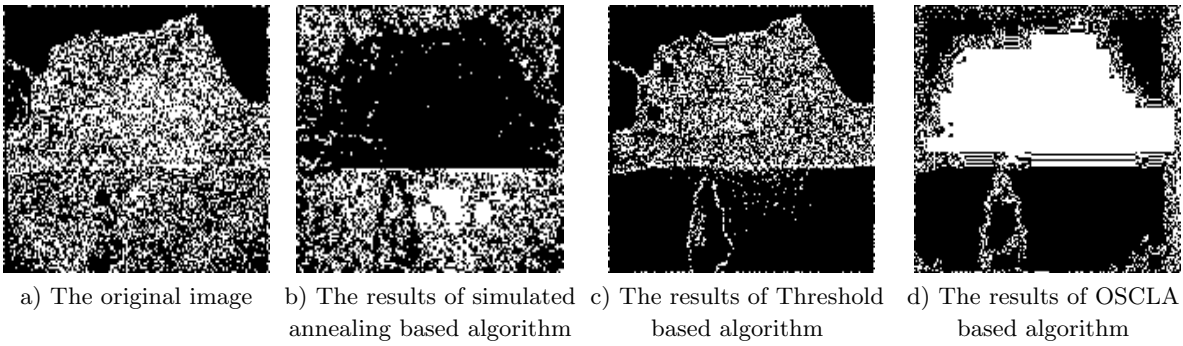 a) The original image
b) The results of simulated
annealing based algorithm
c) The results of Threshold
based algorithm
d) The results of OSCLA
based algorithm